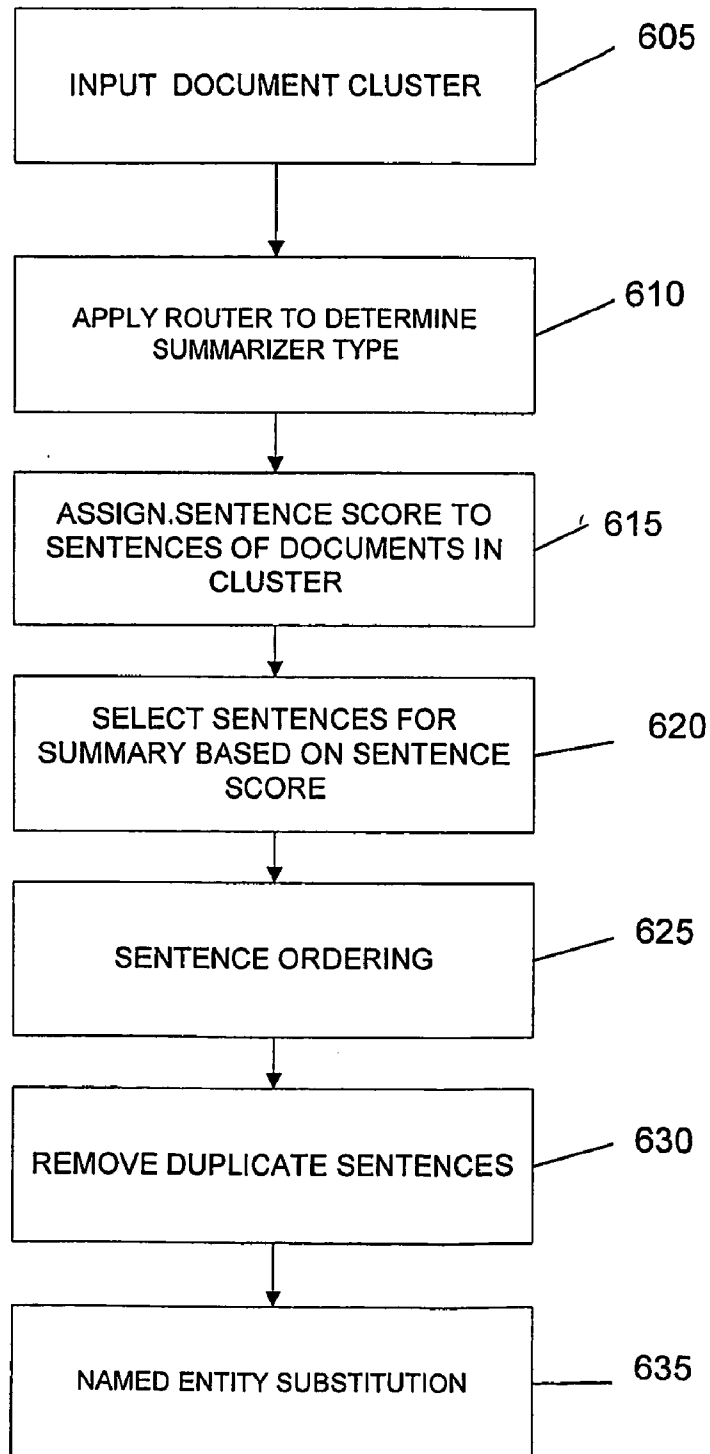 INPUT DOCUMENT CLUSTER
605
APPLY ROUTER TO DETERMINE
SUMMARIZER TYPE
610
ASSIGN.SENTENCE SCORE TO
SENTENCES OF DOCUMENTS IN
CLUSTER
615
SELECT SENTENCES FOR
SUMMARY BASED ON SENTENCE
SCORE
620
SENTENCE ORDERING
625
REMOVE DUPLICATE SENTENCES
630
NAMED ENTITY SUBSTITUTION
635